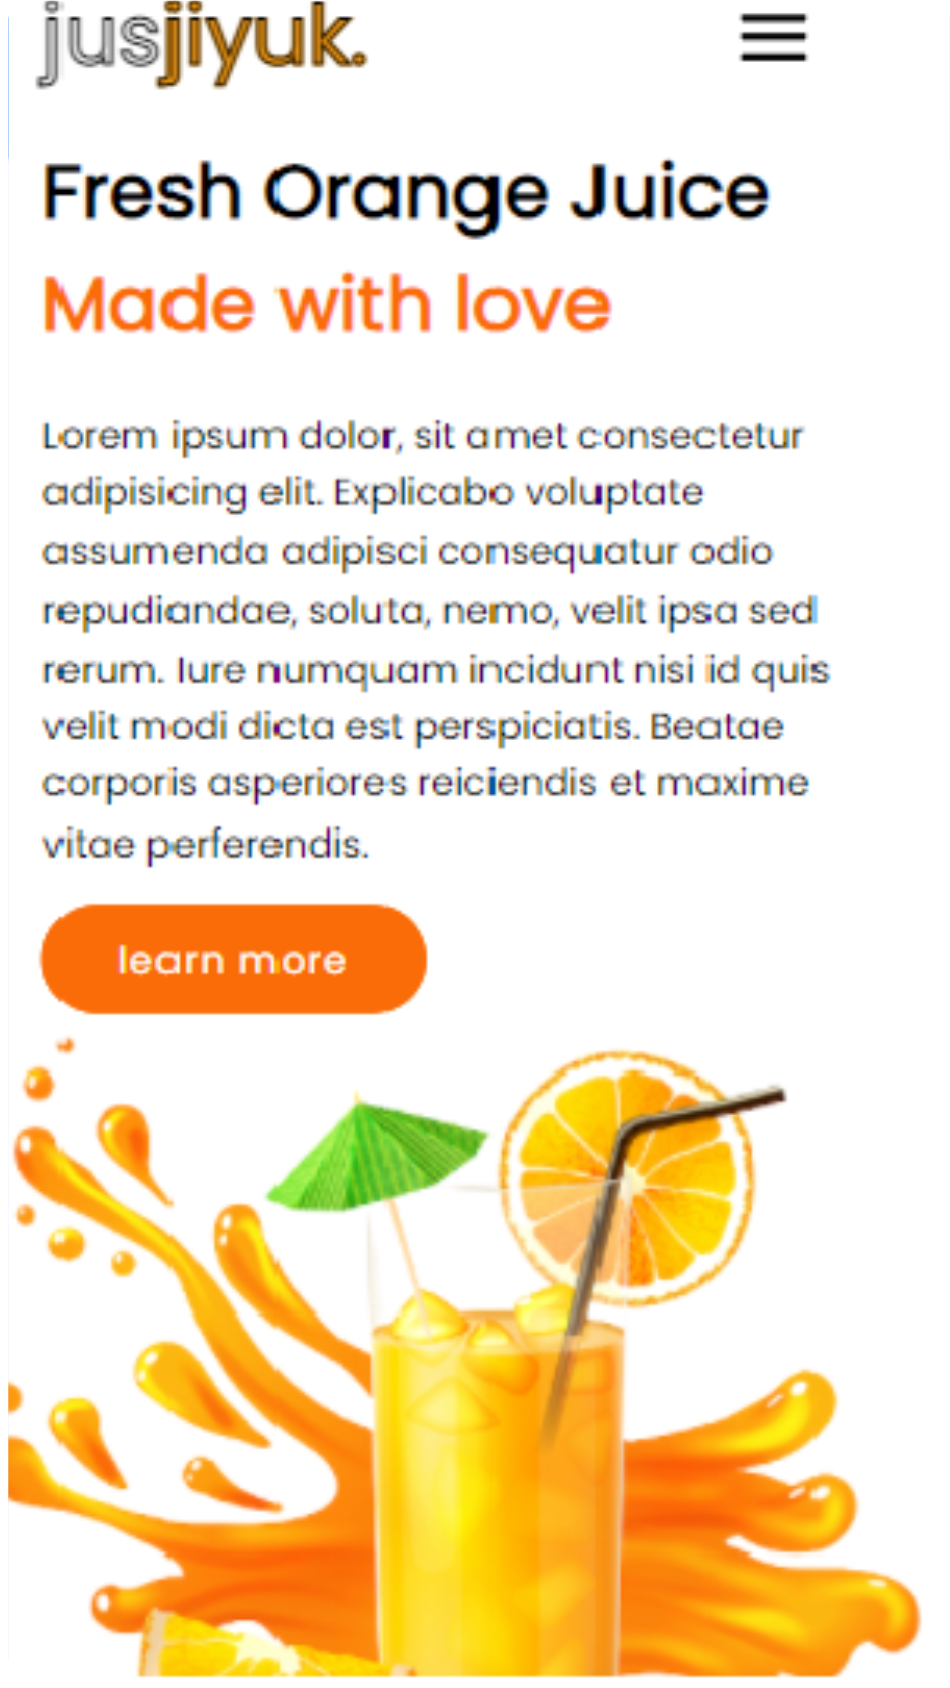 jusjiyuk.
Fresh Orange Juice
Made with love
Lorem ipsum dolor, sit amet consectetur
adipisicing elit. Explicabo voluptate
assumenda adipisci consequatur odio
repudiandae, soluta, nemo, velit ipsa sed
rerum. Iure numquam incidunt nisi id quis
velit modi dicta est perspiciatis. Beatae
corporis asperiores reiciendis et maxime
vitae perferendis.
learn more